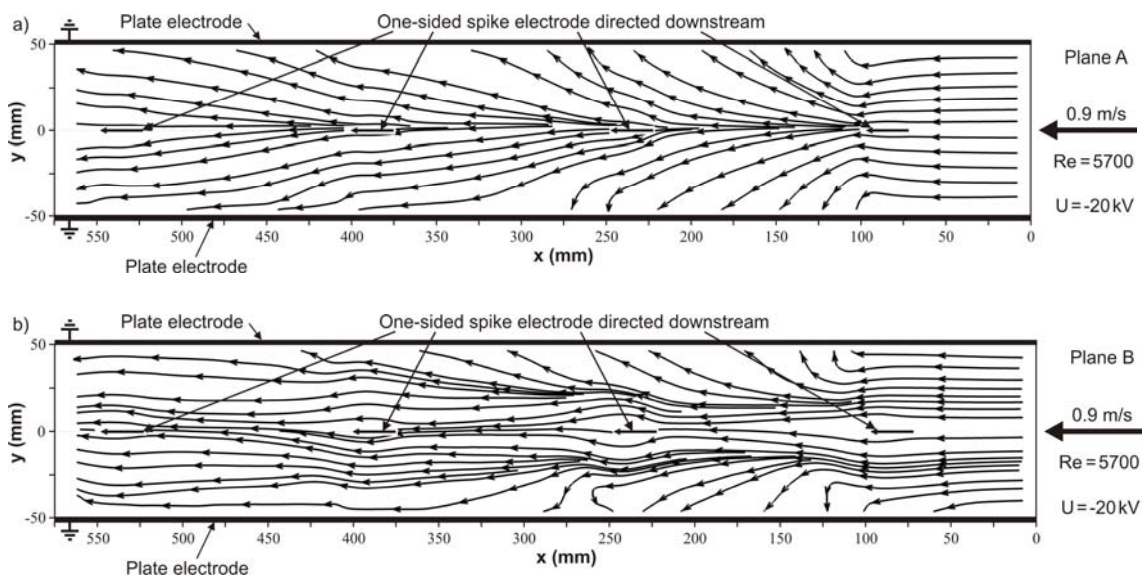 a)
Plate electrode
One-sided spike electrode directed downstream
50
0
-50
y (mm)
Plane A
0.9 m/s
Re = 5700
U = -20 kV
550 500 450 400 350 300 250 200 150 100 50 0
x (mm)
Plate electrode
b)
Plate electrode
One-sided spike electrode directed downstream
50
0
-50
y (mm)
Plane B
0.9 m/s
Re = 5700
U = -20 kV
550 500 450 400 350 300 250 200 150 100 50 0
x (mm)
Plate electrode